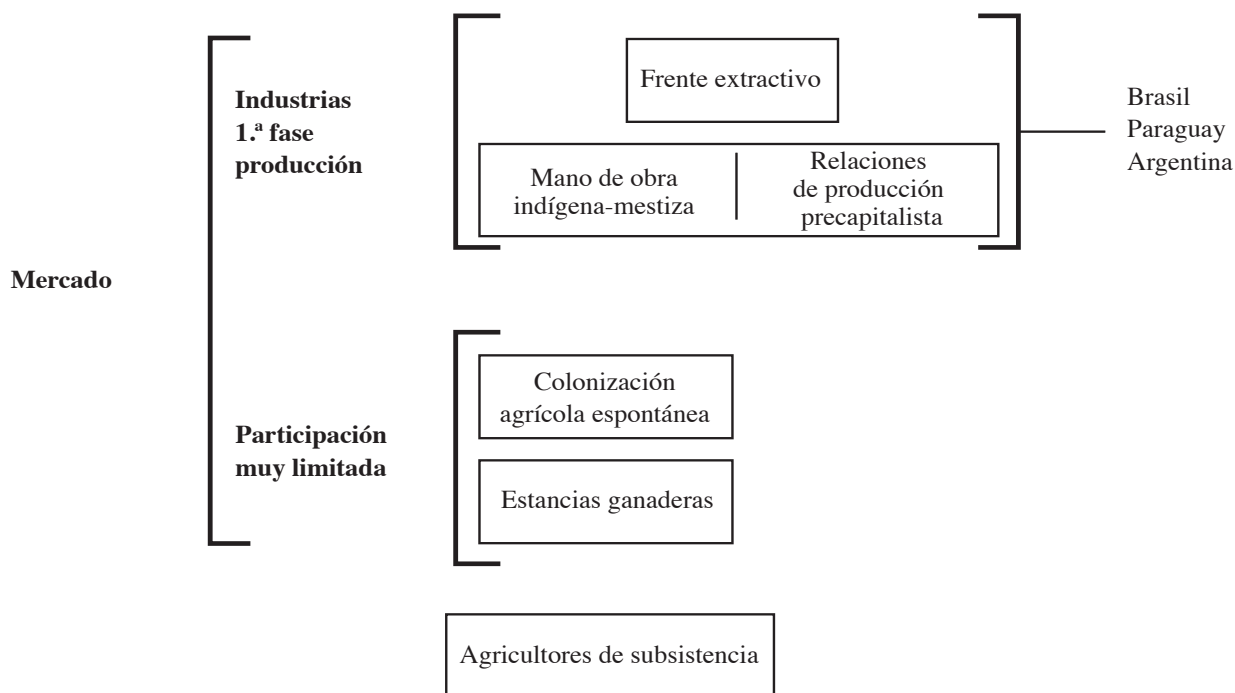 Mercado
Industrias
1.ª fase
producción
Frente extractivo
Mano de obra
indígena-mestiza
Relaciones
de producción
precapitalista
Brasil
Paraguay
Argentina
Participación
muy limitada
Colonización
agrícola espontánea
Estancias ganaderas
Agricultores de subsistencia